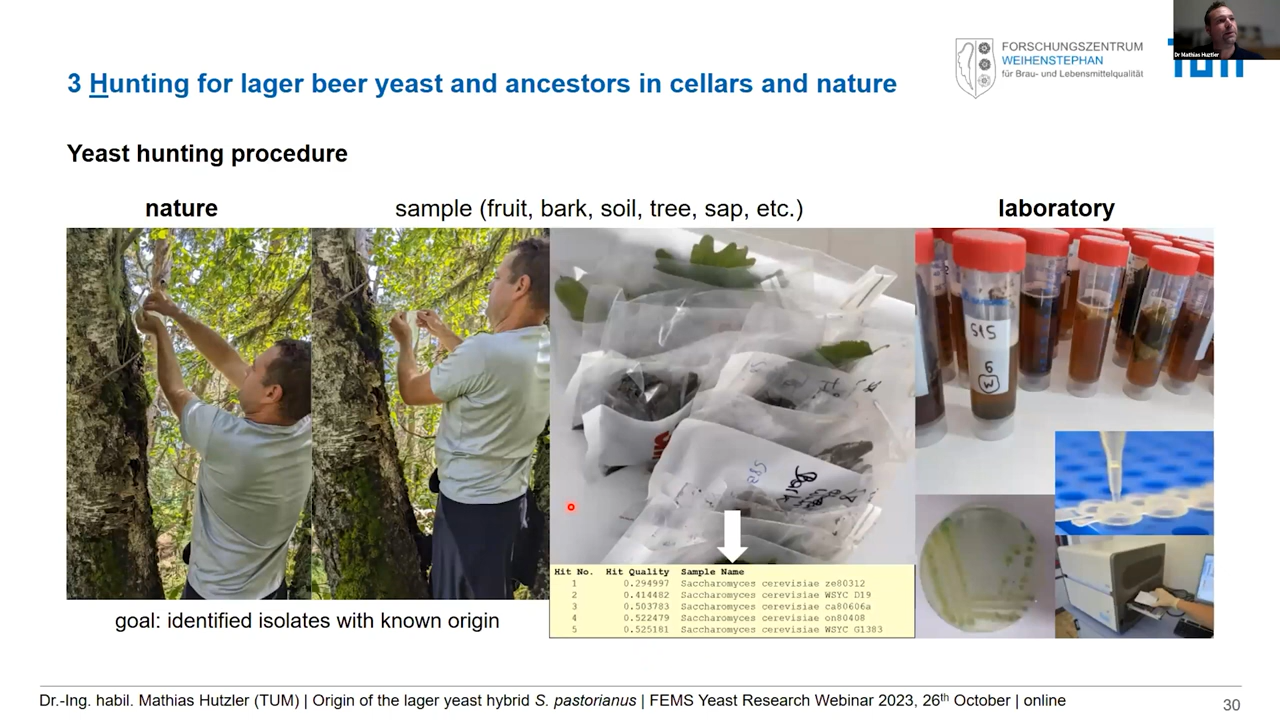 Dr Mathias Hutzler
FORSCHUNGSZENTRUM
WEIHENSTEPHAN
für Brau- und Lebensmittelqualität
TUM
3 Hunting for lager beer yeast and ancestors in cellars and nature
Yeast hunting procedure
nature
sample (fruit, bark, soil, tree, sap, etc.)
laboratory
S15
6
W
585
Bark
Hit No. Hit Quality Sample Name
1 0.294997 Saccharomyces cerevisiae ze80312
2 0.414482 Saccharomyces cerevisiae WSYC D19
3 0.503783 Saccharomyces cerevisiae ca80606a
4 0.522479 Saccharomyces cerevisiae on80408
5 0.525181 Saccharomyces cerevisiae WSYC G1383
goal: identified isolates with known origin
Dr.-Ing. habil. Mathias Hutzler (TUM) | Origin of the lager yeast hybrid S. pastorianus | FEMS Yeast Research Webinar 2023, 26th October | online
30